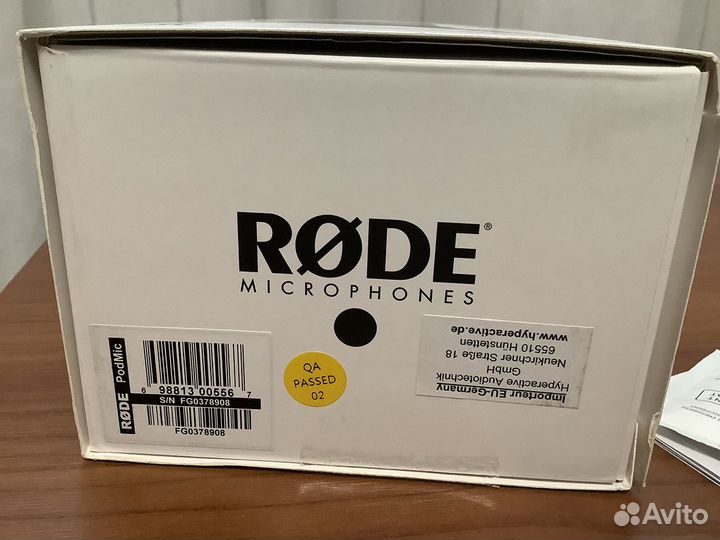 RØDE®
MICROPHONES
RØDE PodMic
6 98813 00556 7
S/N FG0378908
FG0378908
QA
PASSED
02
Importeur EU-Germany
Hyperactive Audiotechnik
GmbH
Neukirchner Straße 18
65510 Hünstetten
www.hyperactive.de
Avito